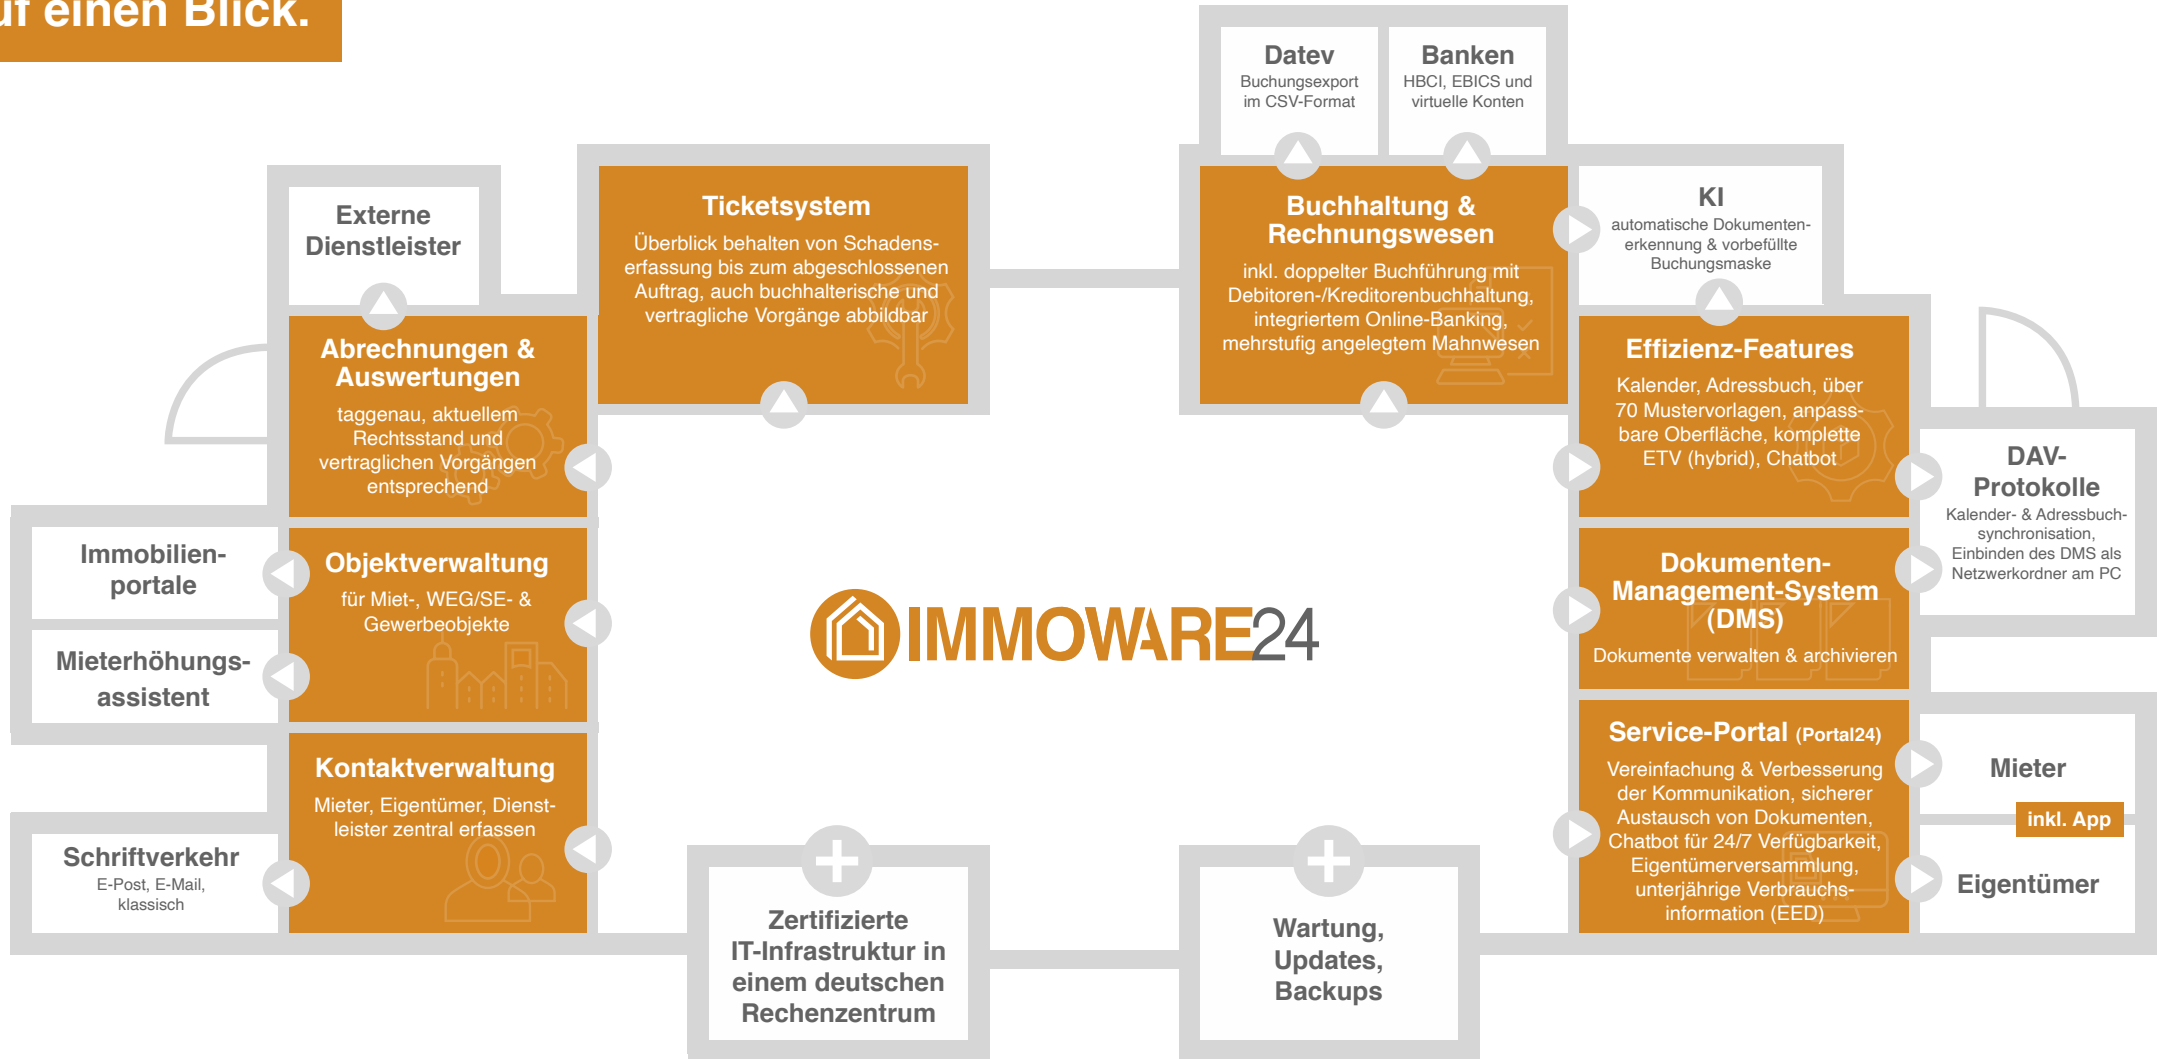 auf einen Blick.
Datev
Buchungsexport
im CSV-Format
Banken
HBCI, EBICS und
virtuelle Konten
Externe
Dienstleister
Ticketsystem
Überblick behalten von Schadens-
erfassung bis zum abgeschlossenen
Auftrag, auch buchhalterische und
vertragliche Vorgänge abbildbar
Buchhaltung &
Rechnungswesen
inkl. doppelter Buchführung mit
Debitoren-/Kreditorenbuchhaltung,
integriertem Online-Banking,
mehrstufig angelegtem Mahnwesen
KI
automatische Dokumenten-
erkennung & vorbefüllte
Buchungsmaske
Abrechnungen &
Auswertungen
taggenau, aktuellem
Rechtsstand und
vertraglichen Vorgängen
entsprechend
Effizienz-Features
Kalender, Adressbuch, über
70 Mustervorlagen, anpass-
bare Oberfläche, komplette
ETV (hybrid), Chatbot
DAV-
Protokolle
Kalender- & Adressbuch-
synchronisation,
Einbinden des DMS als
Netzwerkordner am PC
Immobilien-
portale
Mieterhöhungs-
assistent
Objektverwaltung
für Miet-, WEG/SE- &
Gewerbeobjekte
IMMOWARE24
Dokumenten-
Management-System
(DMS)
Dokumente verwalten & archivieren
Kontaktverwaltung
Mieter, Eigentümer, Dienst-
leister zentral erfassen
Schriftverkehr
E-Post, E-Mail,
klassisch
Service-Portal (Portal24)
Vereinfachung & Verbesserung
der Kommunikation, sicherer
Austausch von Dokumenten,
Chatbot für 24/7 Verfügbarkeit,
Eigentümerversammlung,
unterjährige Verbrauchs-
information (EED)
Mieter
inkl. App
Eigentümer
Zertifizierte
IT-Infrastruktur in
einem deutschen
Rechenzentrum
Wartung,
Updates,
Backups